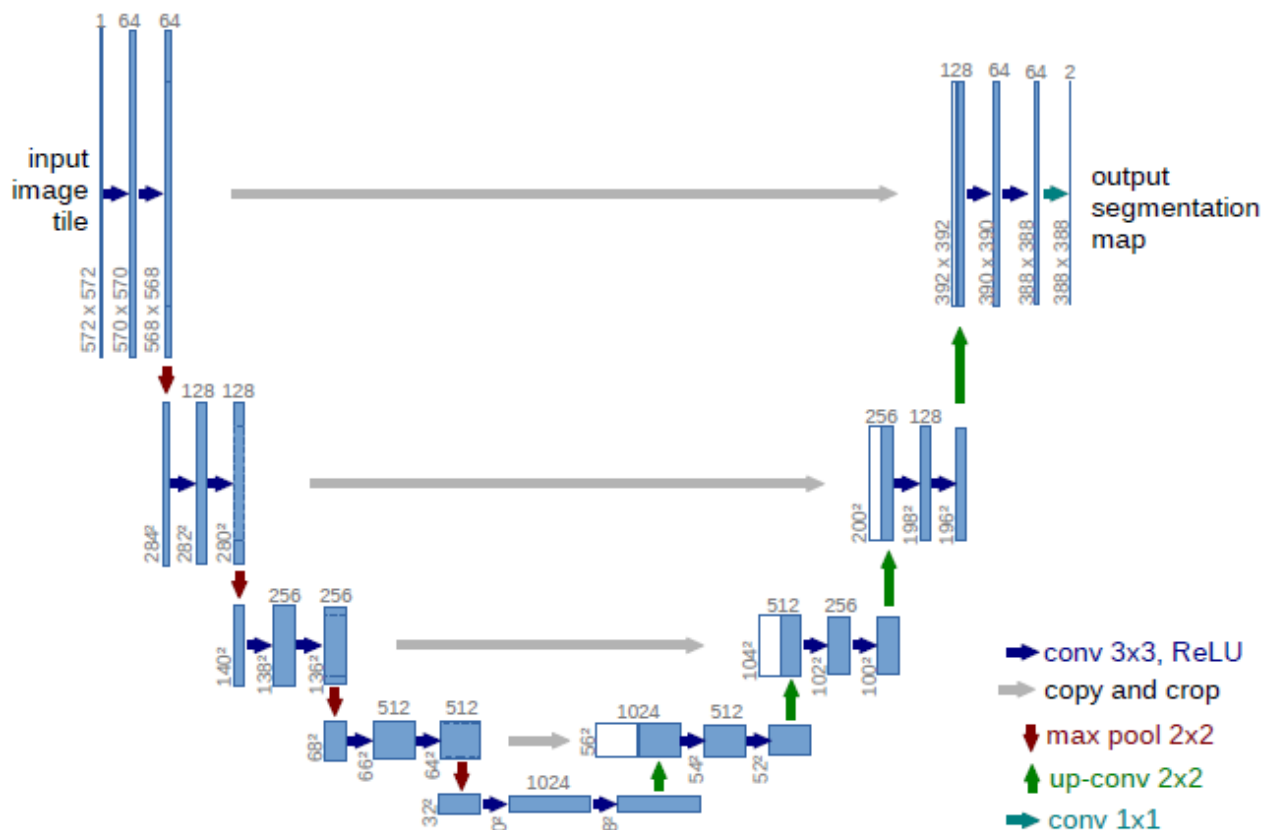 1 64 64
input
image
tile
572 x 572
570 x 570
568 x 568
128 64 64 2
output
segmentation
map
392 x 392
390 x 390
388 x 388
388 x 388
128 128
284²
282²
280²
256 128
200²
198²
196²
256 256
140²
138²
136²
512 256
104²
102²
100²
512 512
68²
66²
64²
1024 512
56²
54²
52²
1024
32²
conv 3x3, ReLU
copy and crop
max pool 2x2
up-conv 2x2
conv 1x1